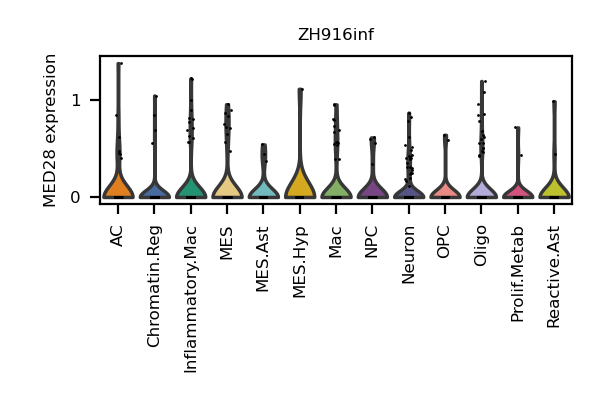 ZH916inf
MED28 expression
1
0
AC
Chromatin.Reg
Inflammatory.Mac
MES
MES.Ast
MES.Hyp
Mac
NPC
Neuron
OPC
Oligo
Prolif.Metab
Reactive.Ast